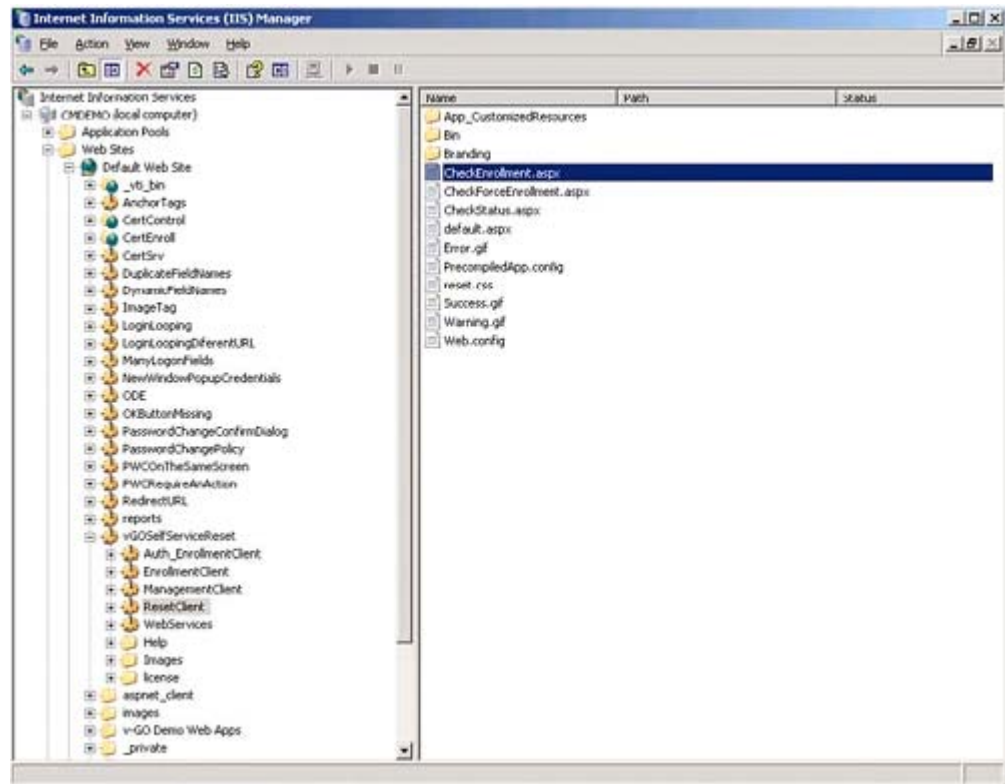 Internet Information Services (IIS) Manager
File Action View Window Help
Internet Information Services
CMDEMO (local computer)
Application Pools
Web Sites
Default Web Site
_vti_bin
AnchorTags
CertControl
CertEnroll
CertSrv
DuplicateFieldNames
DynamicFieldNames
ImageTag
LoginLooping
LoginLoopingDiferentURL
ManyLogonFields
NewWindowPopupCredentials
ODE
OKButtonMissing
PasswordChangeConfirmDialog
PasswordChangePolicy
PWCOnTheSameScreen
PWCRequireAnAction
RedirectURL
reports
vGOSelfServiceReset
Auth_EnrollmentClient
EnrollmentClient
ManagementClient
ResetClient
WebServices
Help
Images
license
aspnet_client
images
v-GO Demo Web Apps
_private
Name Path Status
App_CustomizedResources
Bin
Branding
CheckEnrollment.aspx
CheckForceEnrollment.aspx
CheckStatus.aspx
default.aspx
Error.gif
PrecompiledApp.config
reset.css
Success.gif
Warning.gif
Web.config